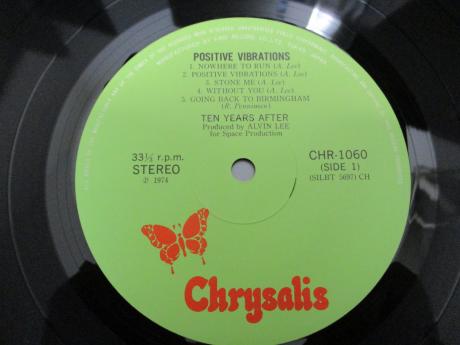 POSITIVE VIBRATIONS
1. NOWHERE TO RUN (A. Lee)
2. POSITIVE VIBRATIONS (A. Lee)
3. STONE ME (A. Lee)
4. WITHOUT YOU (A. Lee)
5. GOING BACK TO BIRMINGHAM
(R. Penniman)
TEN YEARS AFTER
Produced by ALVIN LEE
for Space Production
33⅓ r.p.m.
STEREO
℗ 1974
CHR-1060
(SIDE 1)
(SILBT 5697) CH
Chrysalis